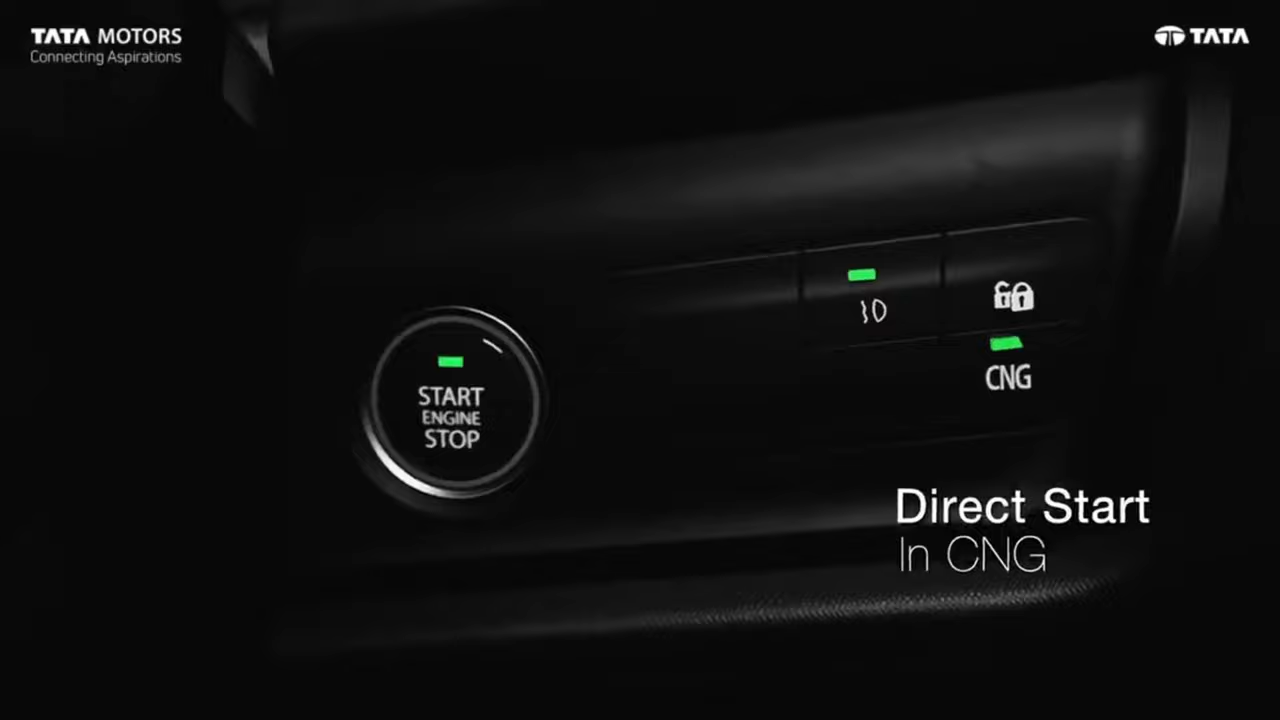 TATA MOTORS
Connecting Aspirations
TATA
START
ENGINE
STOP
CNG
Direct Start
In CNG